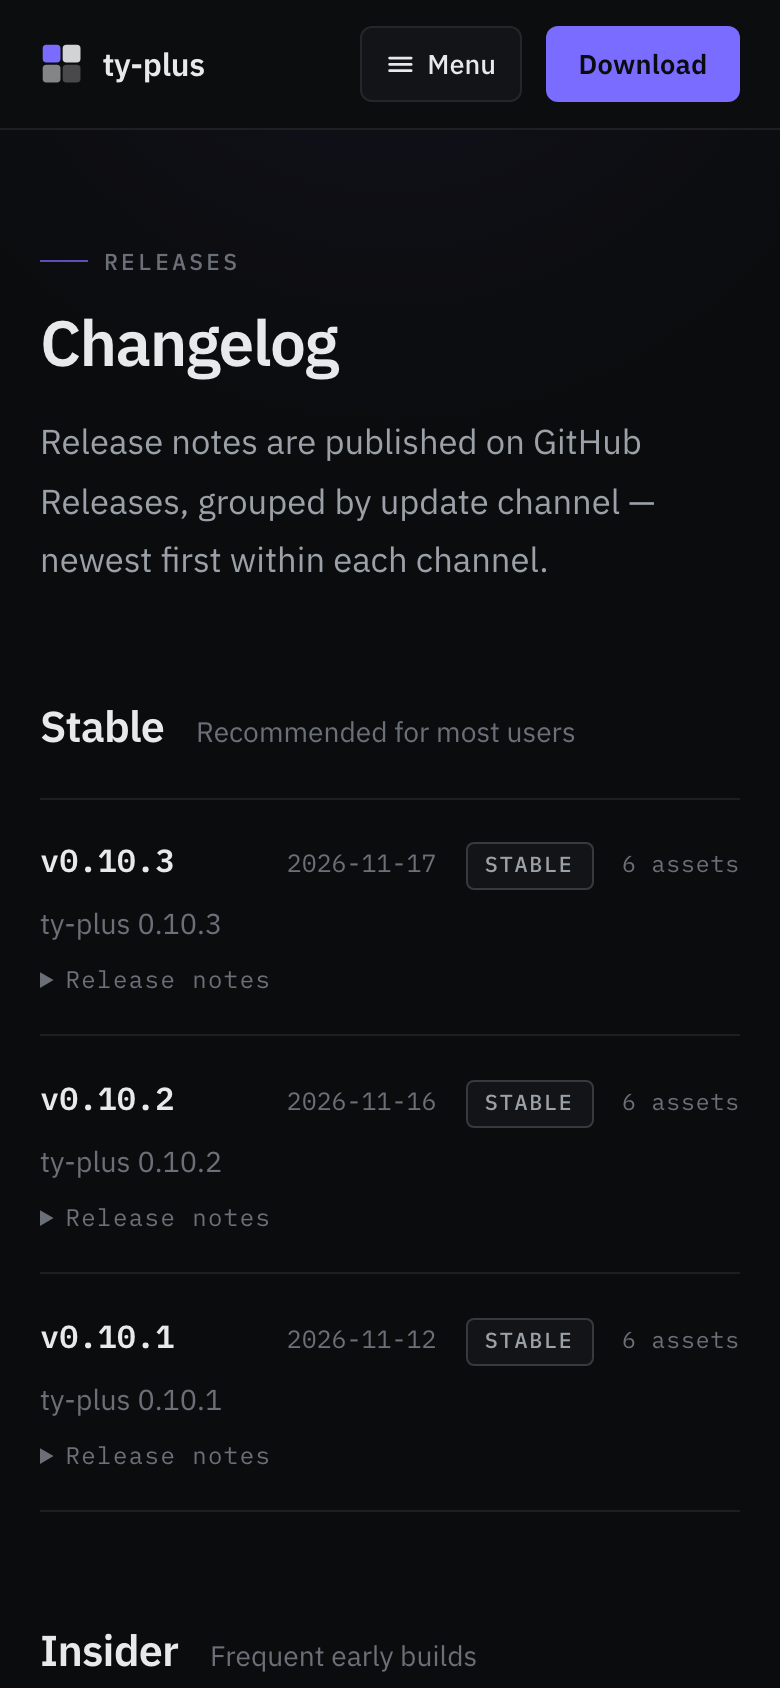 ty-plus
Menu
Download
RELEASES
Changelog
Release notes are published on GitHub
Releases, grouped by update channel —
newest first within each channel.
Stable Recommended for most users
v0.10.3 2026-11-17 STABLE 6 assets
ty-plus 0.10.3
Release notes
v0.10.2 2026-11-16 STABLE 6 assets
ty-plus 0.10.2
Release notes
v0.10.1 2026-11-12 STABLE 6 assets
ty-plus 0.10.1
Release notes
Insider Frequent early builds